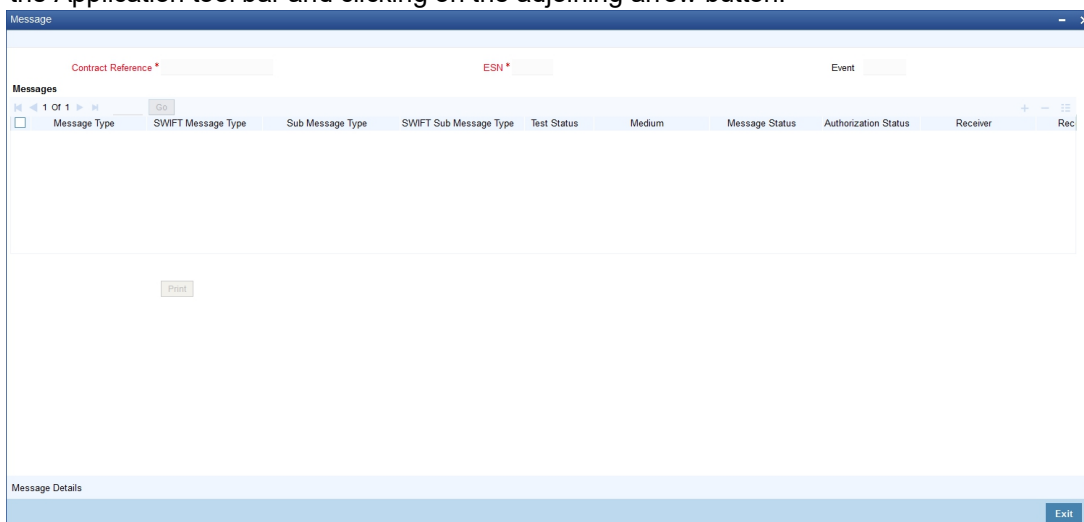 the Application tool bar and clicking on the adjoining arrow button.
Message
Contract Reference * ESN * Event
Messages
1 Of 1 Go
Message Type SWIFT Message Type Sub Message Type SWIFT Sub Message Type Test Status Medium Message Status Authorization Status Receiver Rec
Print
Message Details
Exit